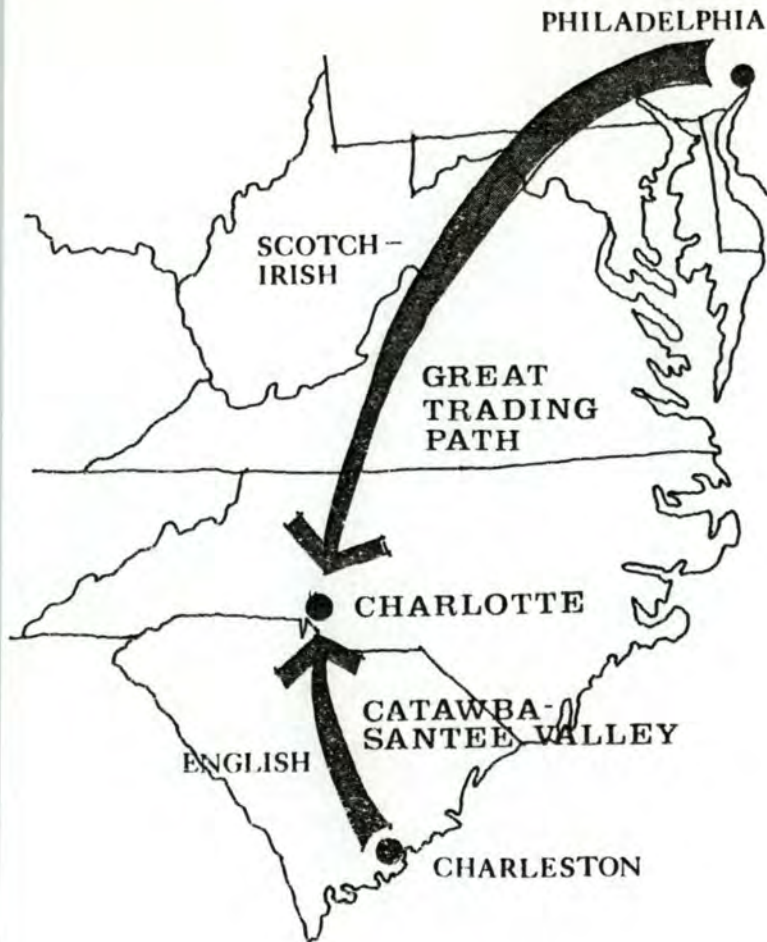 PHILADELPHIA
SCOTCH-
IRISH
GREAT
TRADING
PATH
CHARLOTTE
CATAWBA-
SANTEE VALLEY
ENGLISH
CHARLESTON